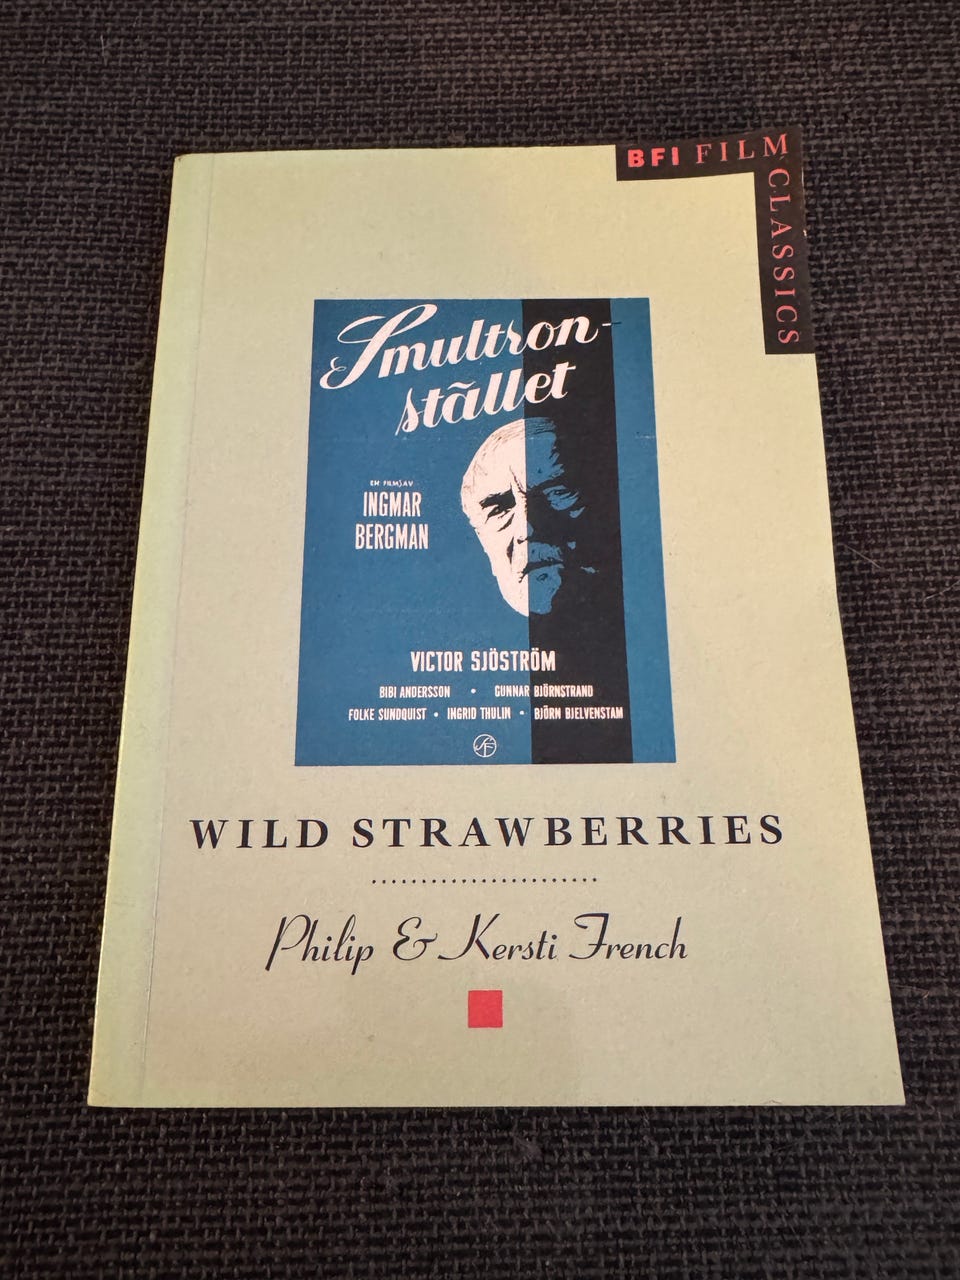 BFI FILM CLASSICS
Smultron-
stället
EN FILM AV
INGMAR
BERGMAN
VICTOR SJÖSTRÖM
BIBI ANDERSSON • GUNNAR BJÖRNSTRAND
FOLKE SUNDQUIST • INGRID THULIN • BJÖRN BJELVENSTAM
SF
WILD STRAWBERRIES
Philip & Kersti French